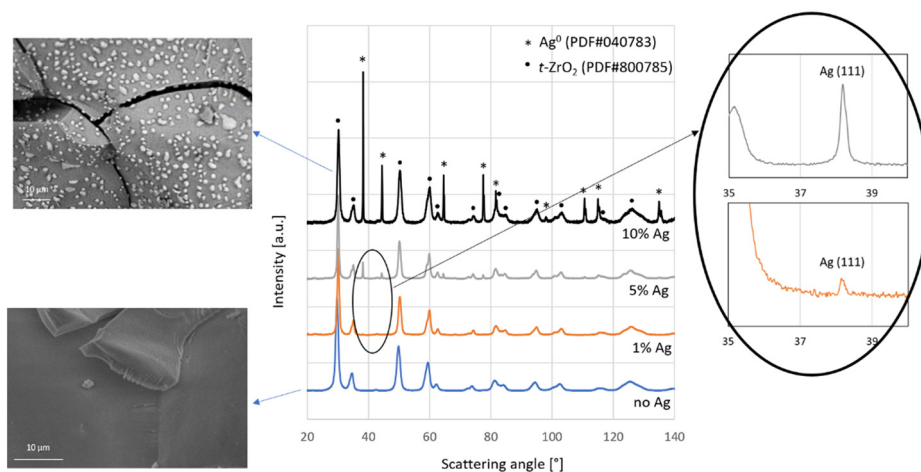 * Ag⁰ (PDF#040783)
• t-ZrO₂ (PDF#800785)
10 μm
10% Ag
5% Ag
1% Ag
no Ag
10 μm
Intensity [a.u.]
20 40 60 80 100 120 140
Scattering angle [°]
Ag (111)
35 37 39
Ag (111)
35 37 39